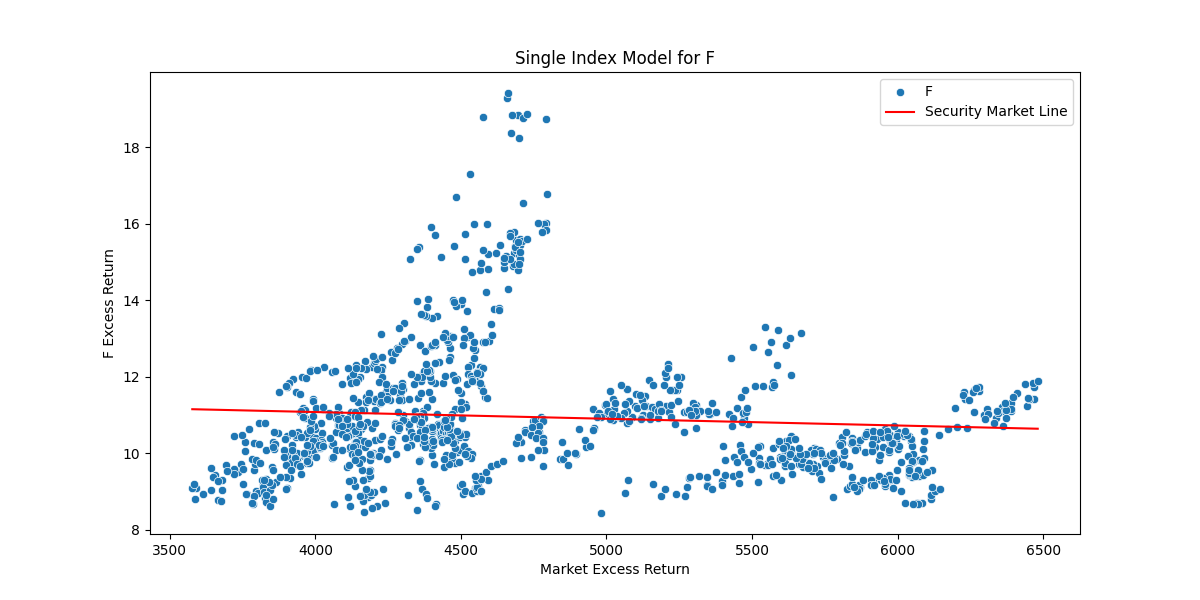 Single Index Model for F
F
Security Market Line
F Excess Return
18
16
14
12
10
8
3500 4000 4500 5000 5500 6000 6500
Market Excess Return